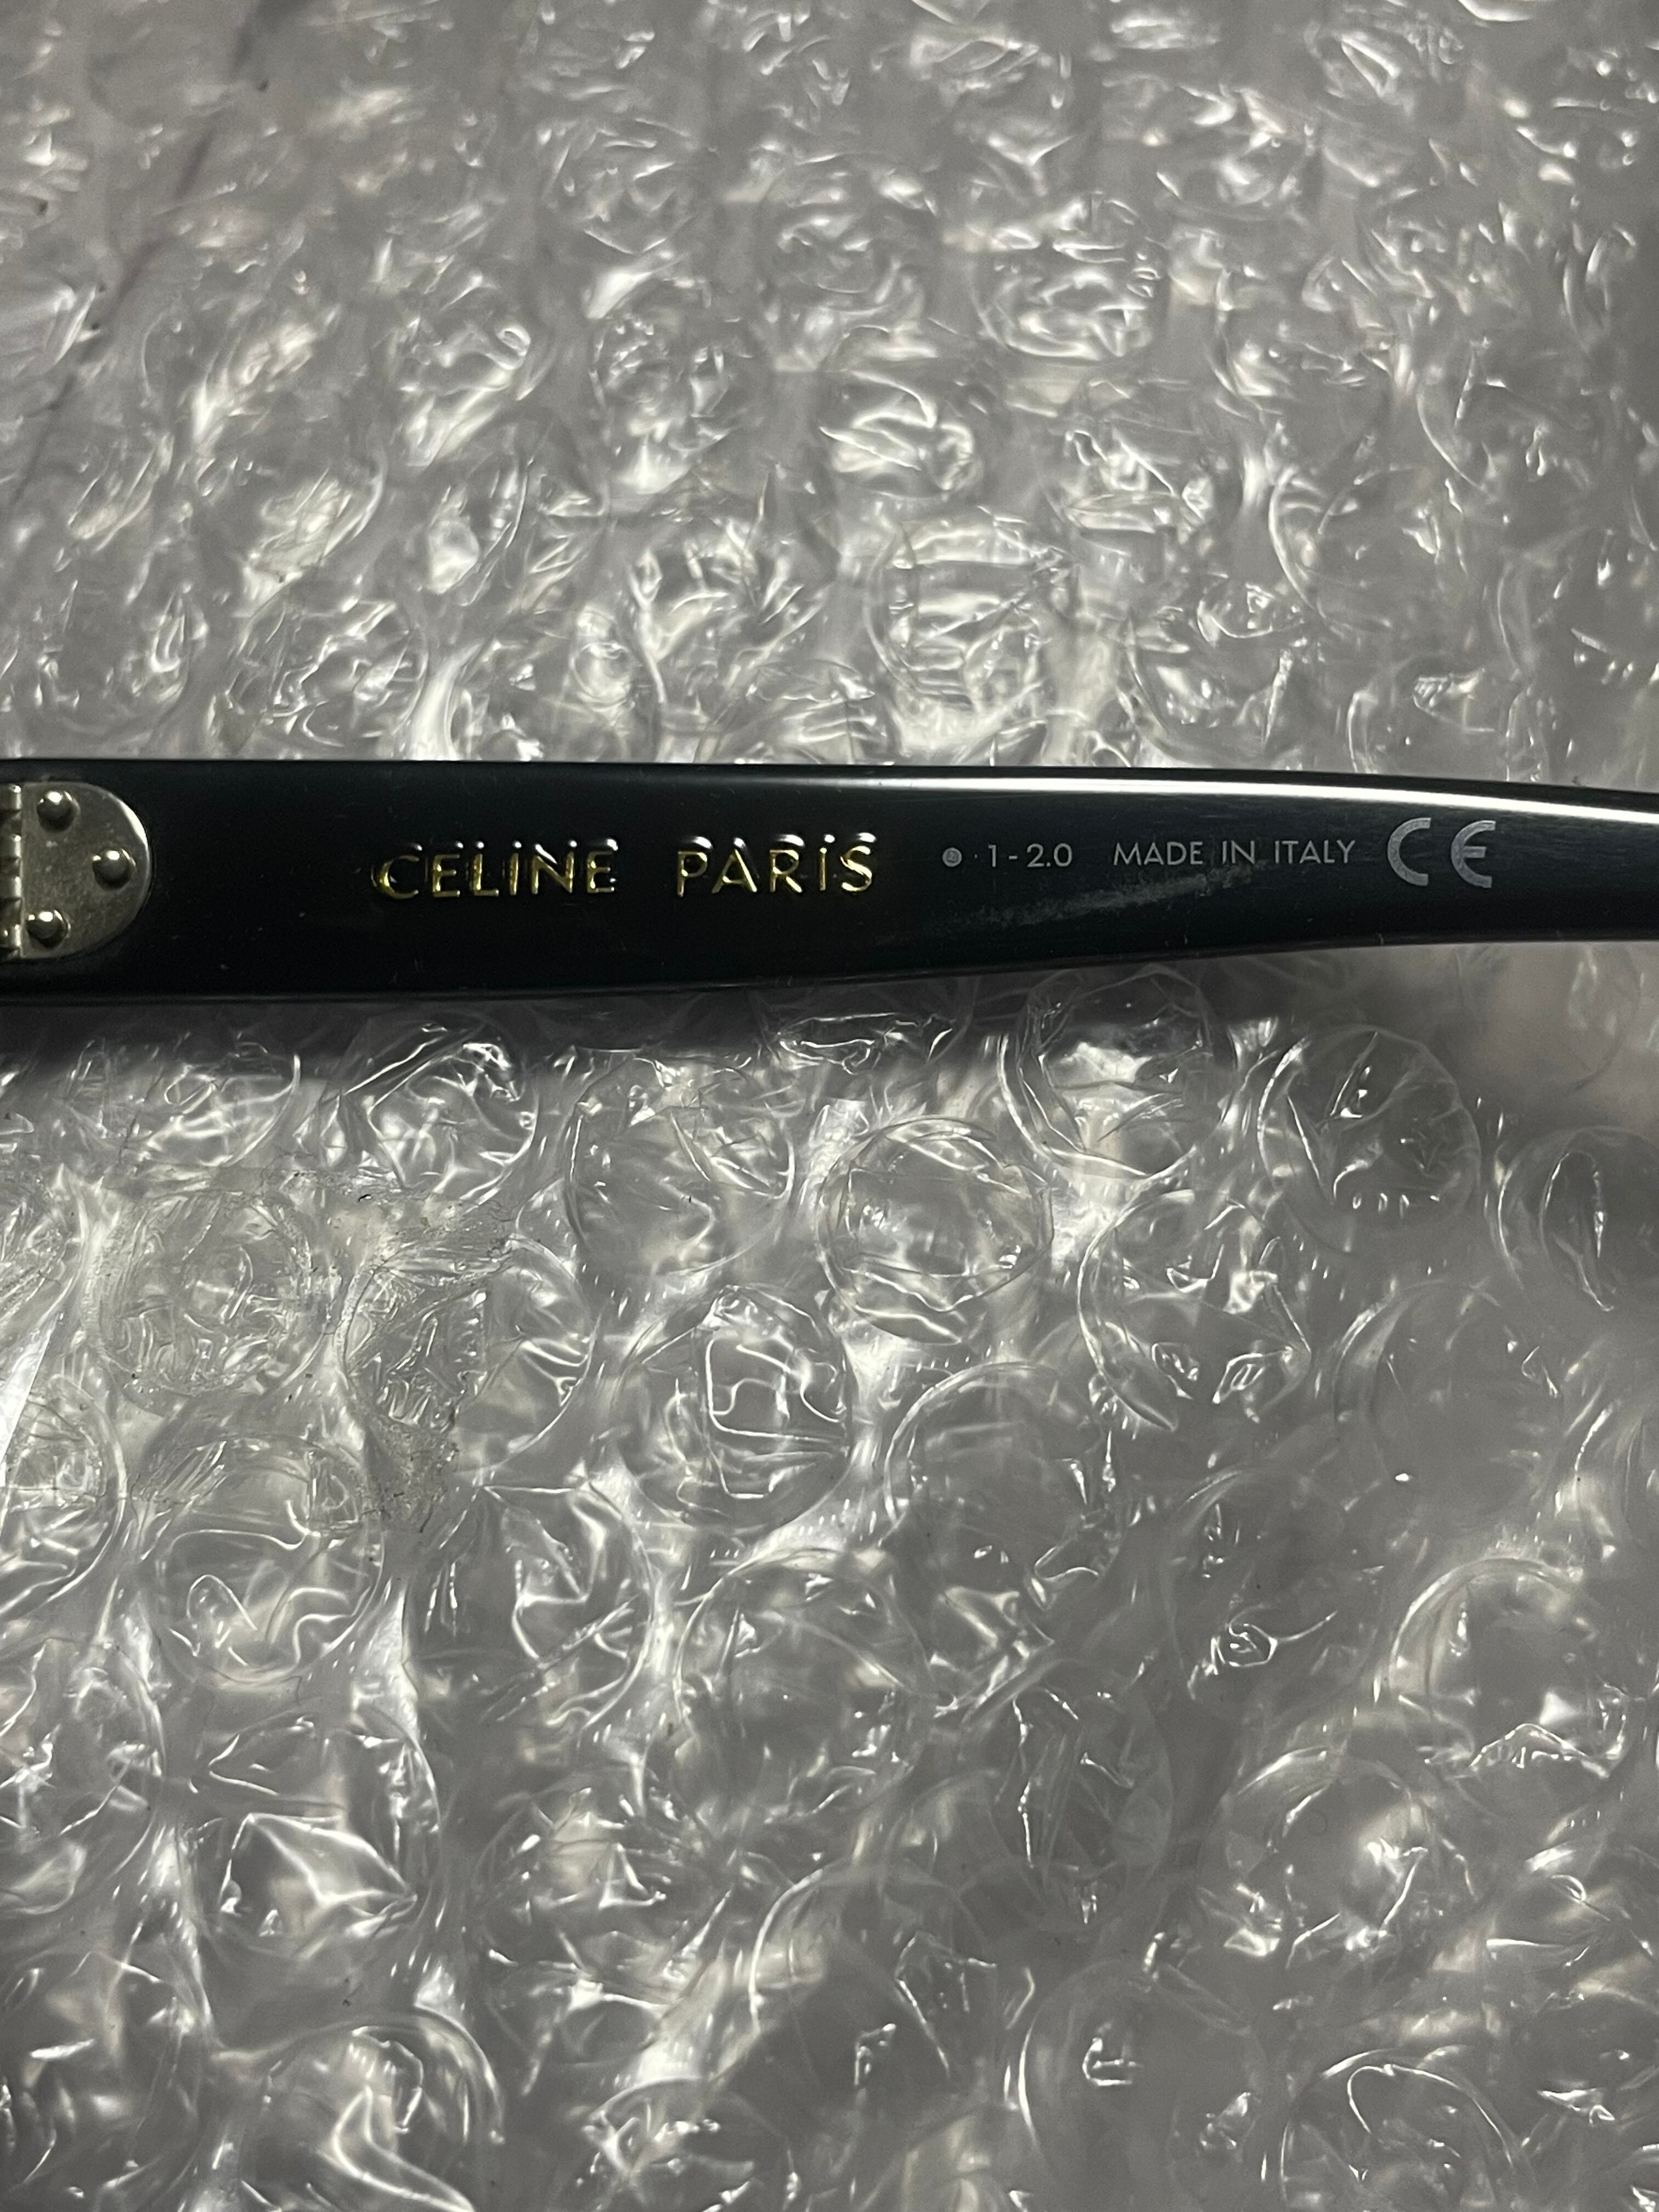 CELINE PARIS · 1-2.0 MADE IN ITALY CE